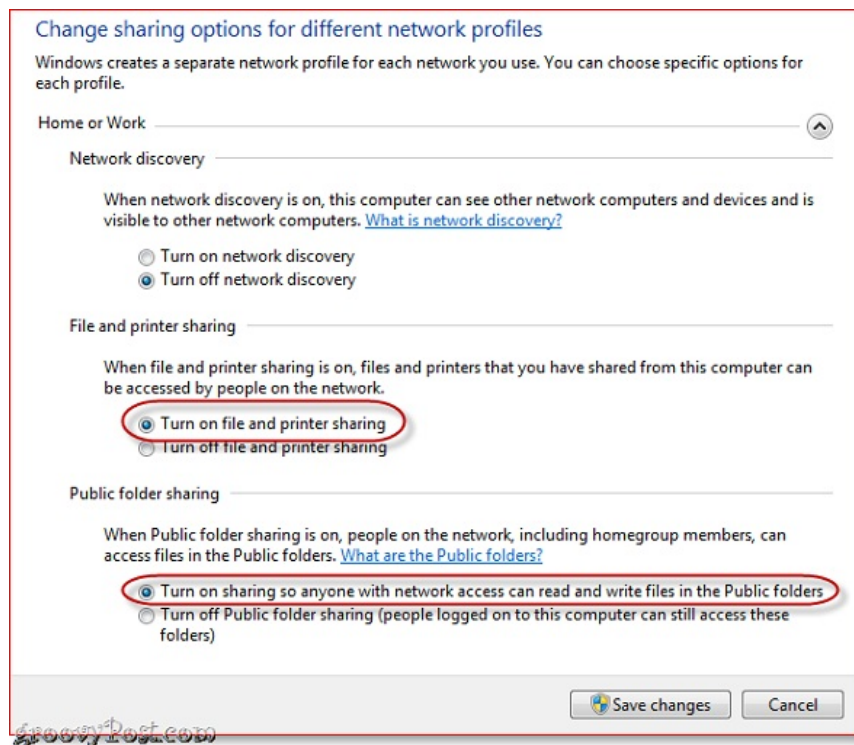 Change sharing options for different network profiles
Windows creates a separate network profile for each network you use. You can choose specific options for
each profile.
Home or Work
Network discovery
When network discovery is on, this computer can see other network computers and devices and is
visible to other network computers. What is network discovery?
Turn on network discovery
Turn off network discovery
File and printer sharing
When file and printer sharing is on, files and printers that you have shared from this computer can
be accessed by people on the network.
Turn on file and printer sharing
Turn off file and printer sharing
Public folder sharing
When Public folder sharing is on, people on the network, including homegroup members, can
access files in the Public folders. What are the Public folders?
Turn on sharing so anyone with network access can read and write files in the Public folders
Turn off Public folder sharing (people logged on to this computer can still access these
folders)
Save changes Cancel
groovyPost.com